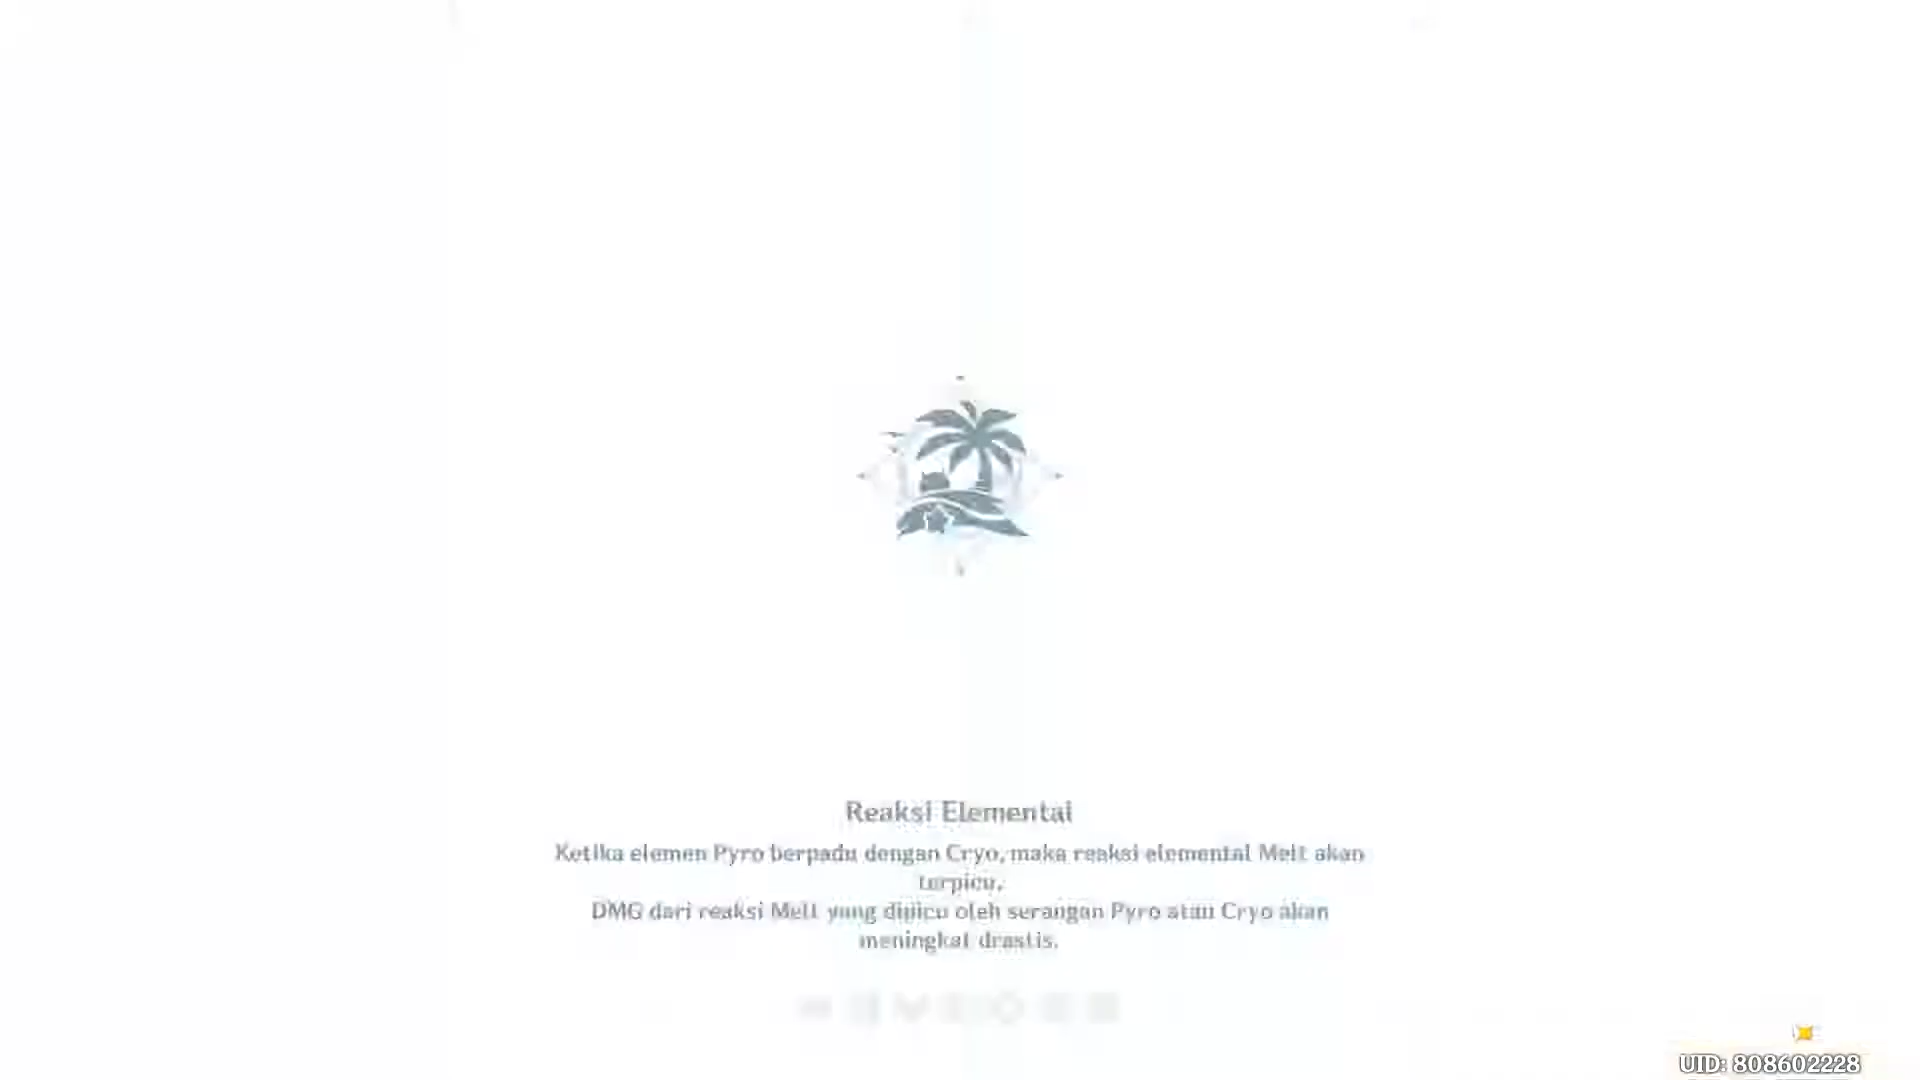 Reaksi Elemental
Ketika elemen Pyro berpadu dengan Cryo, maka reaksi elemental Melt akan
terpicu.
DMG dari reaksi Melt yang dipicu oleh serangan Pyro atau Cryo akan
meningkat drastis.
UID: 808602228